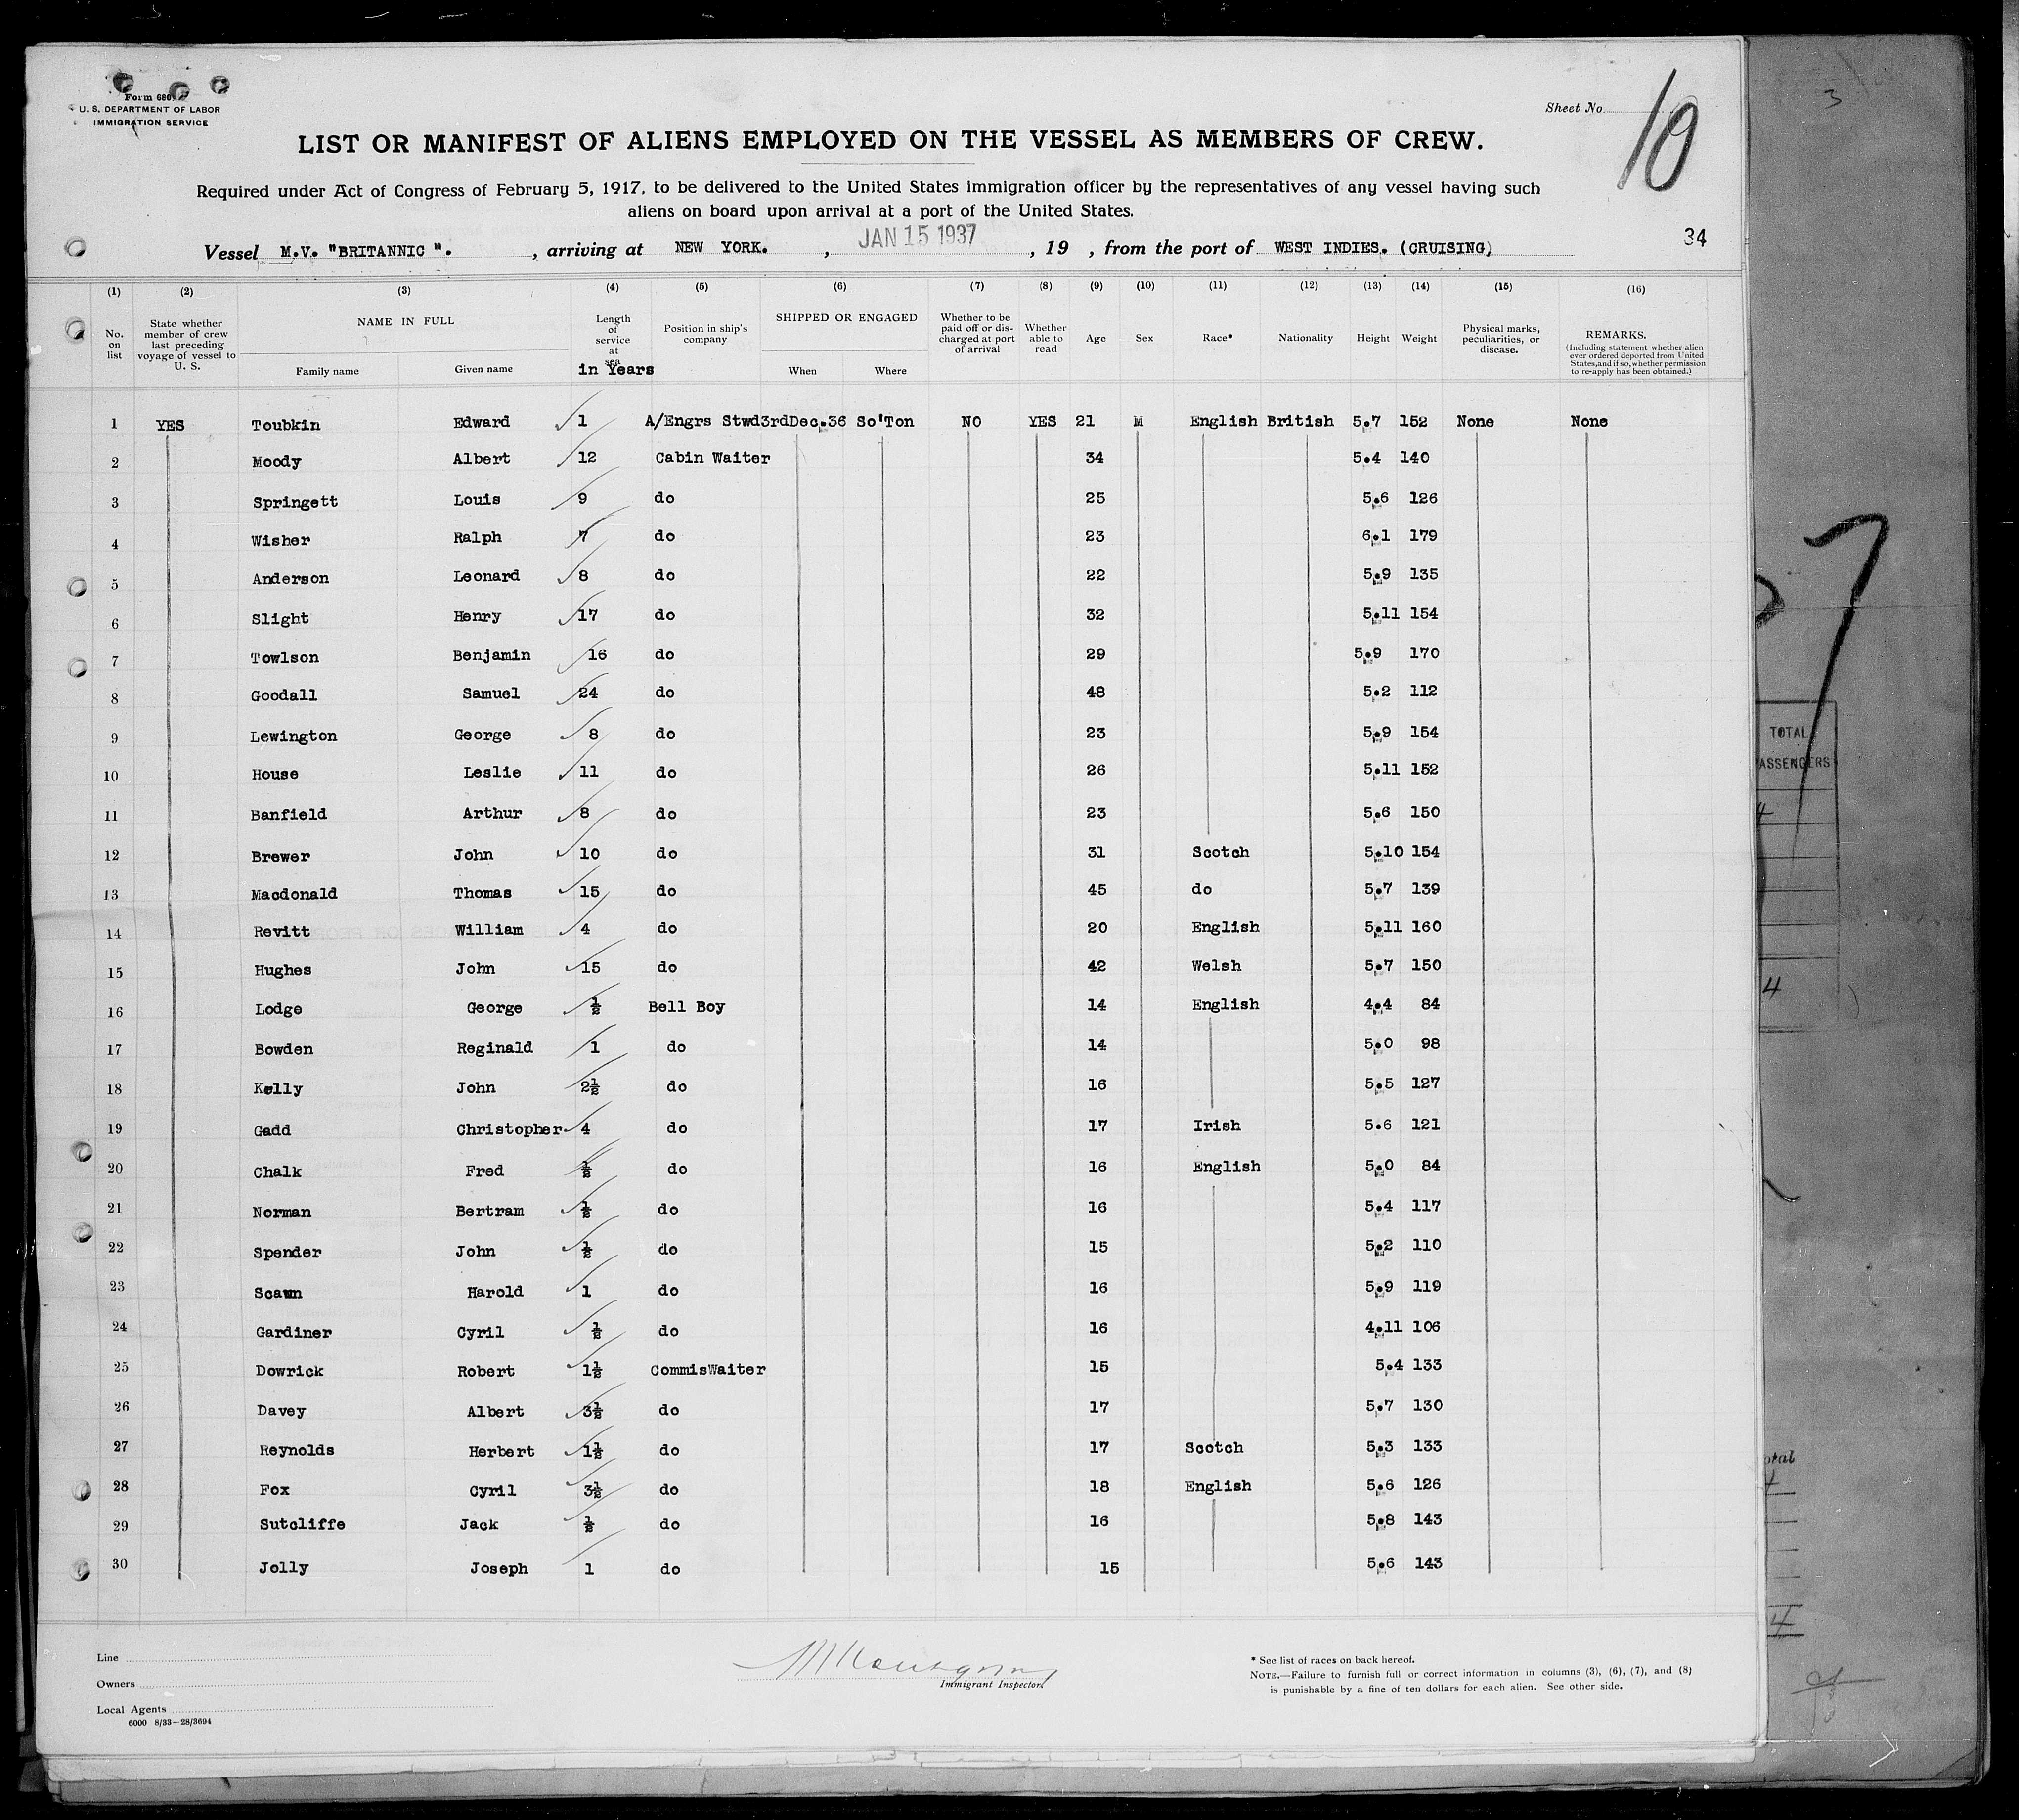 Form 680
U. S. DEPARTMENT OF LABOR
IMMIGRATION SERVICE
Sheet No. 10
LIST OR MANIFEST OF ALIENS EMPLOYED ON THE VESSEL AS MEMBERS OF CREW.
Required under Act of Congress of February 5, 1917, to be delivered to the United States immigration officer by the representatives of any vessel having such
aliens on board upon arrival at a port of the United States.
Vessel M.V. "BRITANNIC ". , arriving at NEW YORK. , JAN 15 1937 , 19 , from the port of WEST INDIES. (CRUISING) 34
(1) (2) (3) (4) (5) (6) (7) (8) (9) (10) (11) (12) (13) (14) (15) (16)
No. on list
State whether member of crew last preceding voyage of vessel to U. S.
NAME IN FULL
Family name Given name
Length of service at sea in Years
Position in ship's company
SHIPPED OR ENGAGED
When Where
Whether to be paid off or discharged at port of arrival
Whether able to read
Age Sex Race* Nationality Height Weight
Physical marks, peculiarities, or disease.
REMARKS.
(Including statement whether alien ever ordered deported from United States, and if so, whether permission to re-apply has been obtained.)
1 YES Toubkin Edward 1 A/Engrs Stwd 3rdDec.36 So'Ton NO YES 21 M English British 5.7 152 None None
2 Moody Albert 12 Cabin Waiter 34 5.4 140
3 Springett Louis 9 do 25 5.6 126
4 Wisher Ralph 7 do 23 6.1 179
5 Anderson Leonard 8 do 22 5.9 135
6 Slight Henry 17 do 32 5.11 154
7 Towlson Benjamin 16 do 29 5.9 170
8 Goodall Samuel 24 do 48 5.2 112
9 Lewington George 8 do 23 5.9 154
10 House Leslie 11 do 26 5.11 152
11 Banfield Arthur 8 do 23 5.6 150
12 Brewer John 10 do 31 Scotch 5.10 154
13 Macdonald Thomas 15 do 45 do 5.7 139
14 Revitt William 4 do 20 English 5.11 160
15 Hughes John 15 do 42 Welsh 5.7 150
16 Lodge George ½ Bell Boy 14 English 4.4 84
17 Bowden Reginald 1 do 14 5.0 98
18 Kelly John 2½ do 16 5.5 127
19 Gadd Christopher 4 do 17 Irish 5.6 121
20 Chalk Fred ½ do 16 English 5.0 84
21 Norman Bertram ½ do 16 5.4 117
22 Spender John ½ do 15 5.2 110
23 Scawn Harold 1 do 16 5.9 119
24 Gardiner Cyril ½ do 16 4.11 106
25 Dowrick Robert 1½ CommisWaiter 15 5.4 133
26 Davey Albert 3½ do 17 5.7 130
27 Reynolds Herbert 1½ do 17 Scotch 5.3 133
28 Fox Cyril 3½ do 18 English 5.6 126
29 Sutcliffe Jack ½ do 16 5.8 143
30 Jolly Joseph 1 do 15 5.6 143
Line
Owners
Local Agents
6000 8/33—28/3694
Immigrant Inspector.
* See list of races on back hereof.
NOTE.—Failure to furnish full or correct information in columns (3), (6), (7), and (8)
is punishable by a fine of ten dollars for each alien. See other side.
3
7
TOTAL
PASSENGERS
4
4